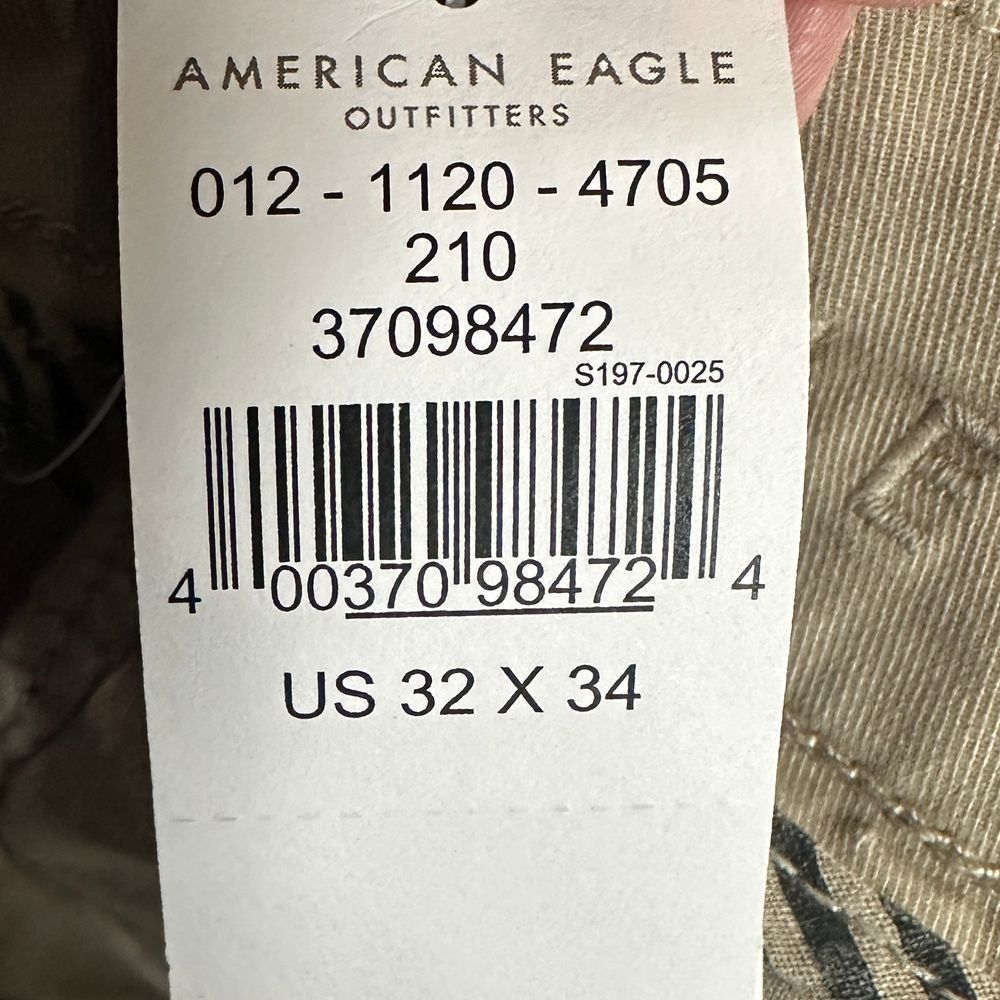 AMERICAN EAGLE
OUTFITTERS
012 - 1120 - 4705
210
37098472
S197-0025
4 00370 98472 4
US 32 X 34